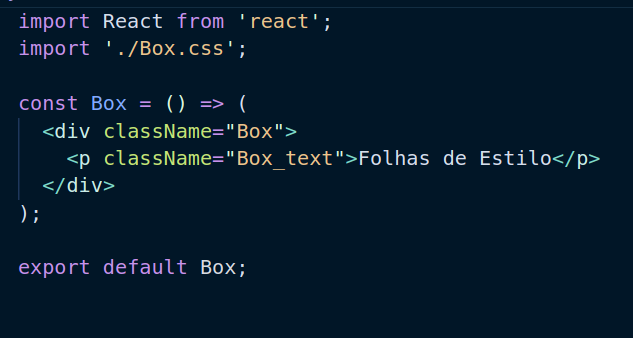 import React from 'react';
import './Box.css';
const Box = () => (
<div className="Box">
<p className="Box_text">Folhas de Estilo</p>
</div>
);
export default Box;